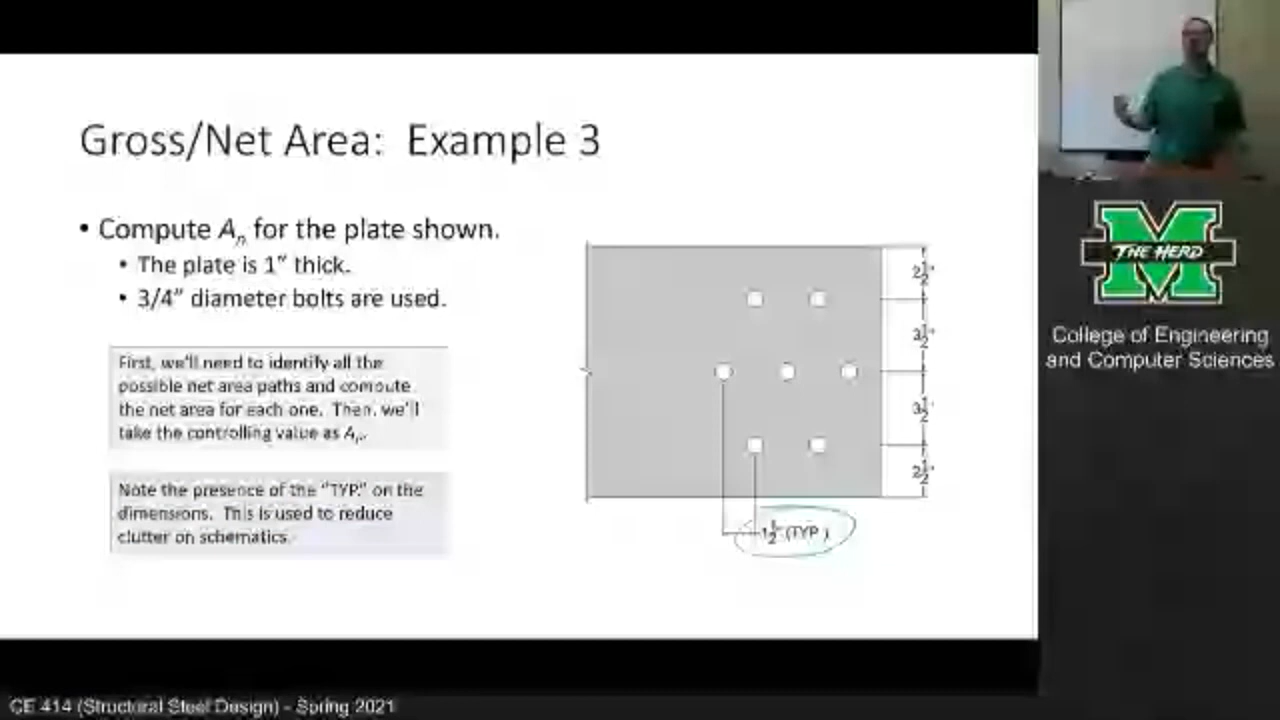 Gross/Net Area: Example 3
• Compute Aₙ for the plate shown.
• The plate is 1” thick.
• 3/4” diameter bolts are used.
First, we'll need to identify all the
possible net area paths and compute
the net area for each one. Then, we'll
take the controlling value as Aₙ.
Note the presence of the “TYP.” on the
dimensions. This is used to reduce
clutter on schematics.
2½"
3½"
3½"
2½"
1½" (TYP.)
THE HERD
College of Engineering
and Computer Sciences
CE 414 (Structural Steel Design) - Spring 2021